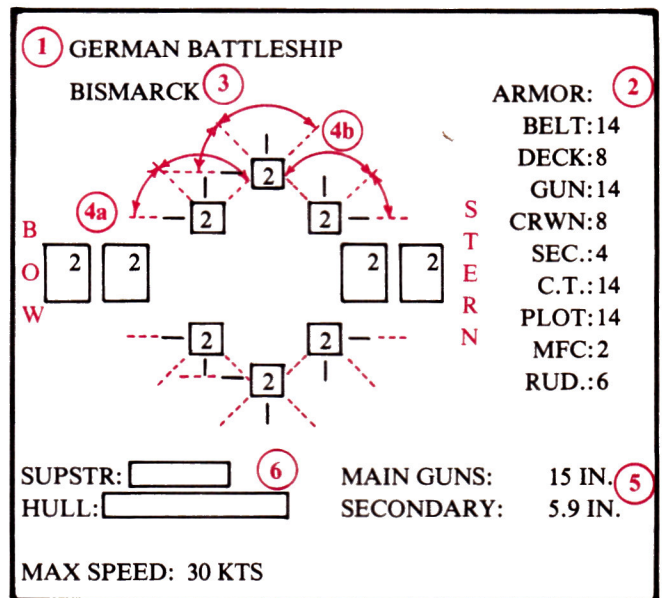 1 GERMAN BATTLESHIP
BISMARCK 3
2
ARMOR:
BELT: 14
DECK: 8
GUN: 14
CRWN: 8
SEC.: 4
C.T.: 14
PLOT: 14
MFC: 2
RUD.: 6
4b
4a
2
2 2
BOW
2 2
2 2
STERN
2 2
2
SUPSTR:
HULL:
6
MAIN GUNS: 15 IN.
SECONDARY: 5.9 IN.
5
MAX SPEED: 30 KTS